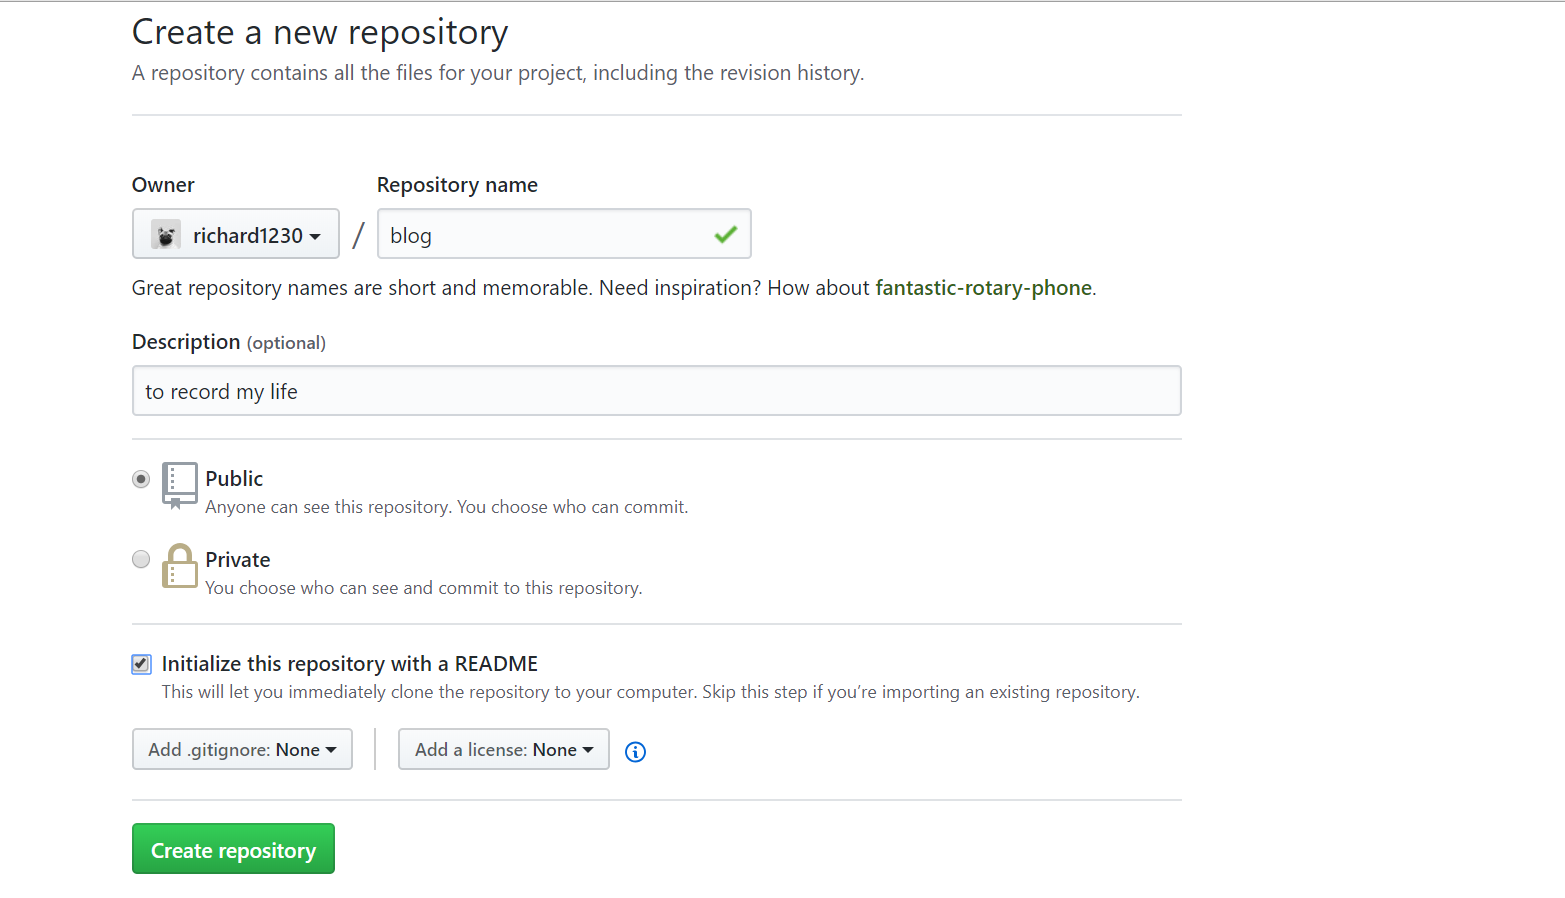 Create a new repository
A repository contains all the files for your project, including the revision history.
Owner
Repository name
richard1230
/
blog
Great repository names are short and memorable. Need inspiration? How about fantastic-rotary-phone.
Description (optional)
to record my life
Public
Anyone can see this repository. You choose who can commit.
Private
You choose who can see and commit to this repository.
Initialize this repository with a README
This will let you immediately clone the repository to your computer. Skip this step if you’re importing an existing repository.
Add .gitignore: None
Add a license: None
Create repository